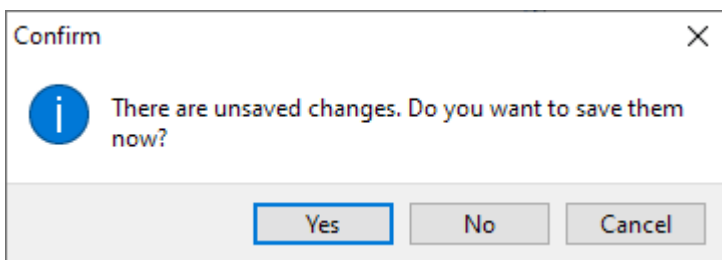 Confirm
There are unsaved changes. Do you want to save them
now?
Yes No Cancel